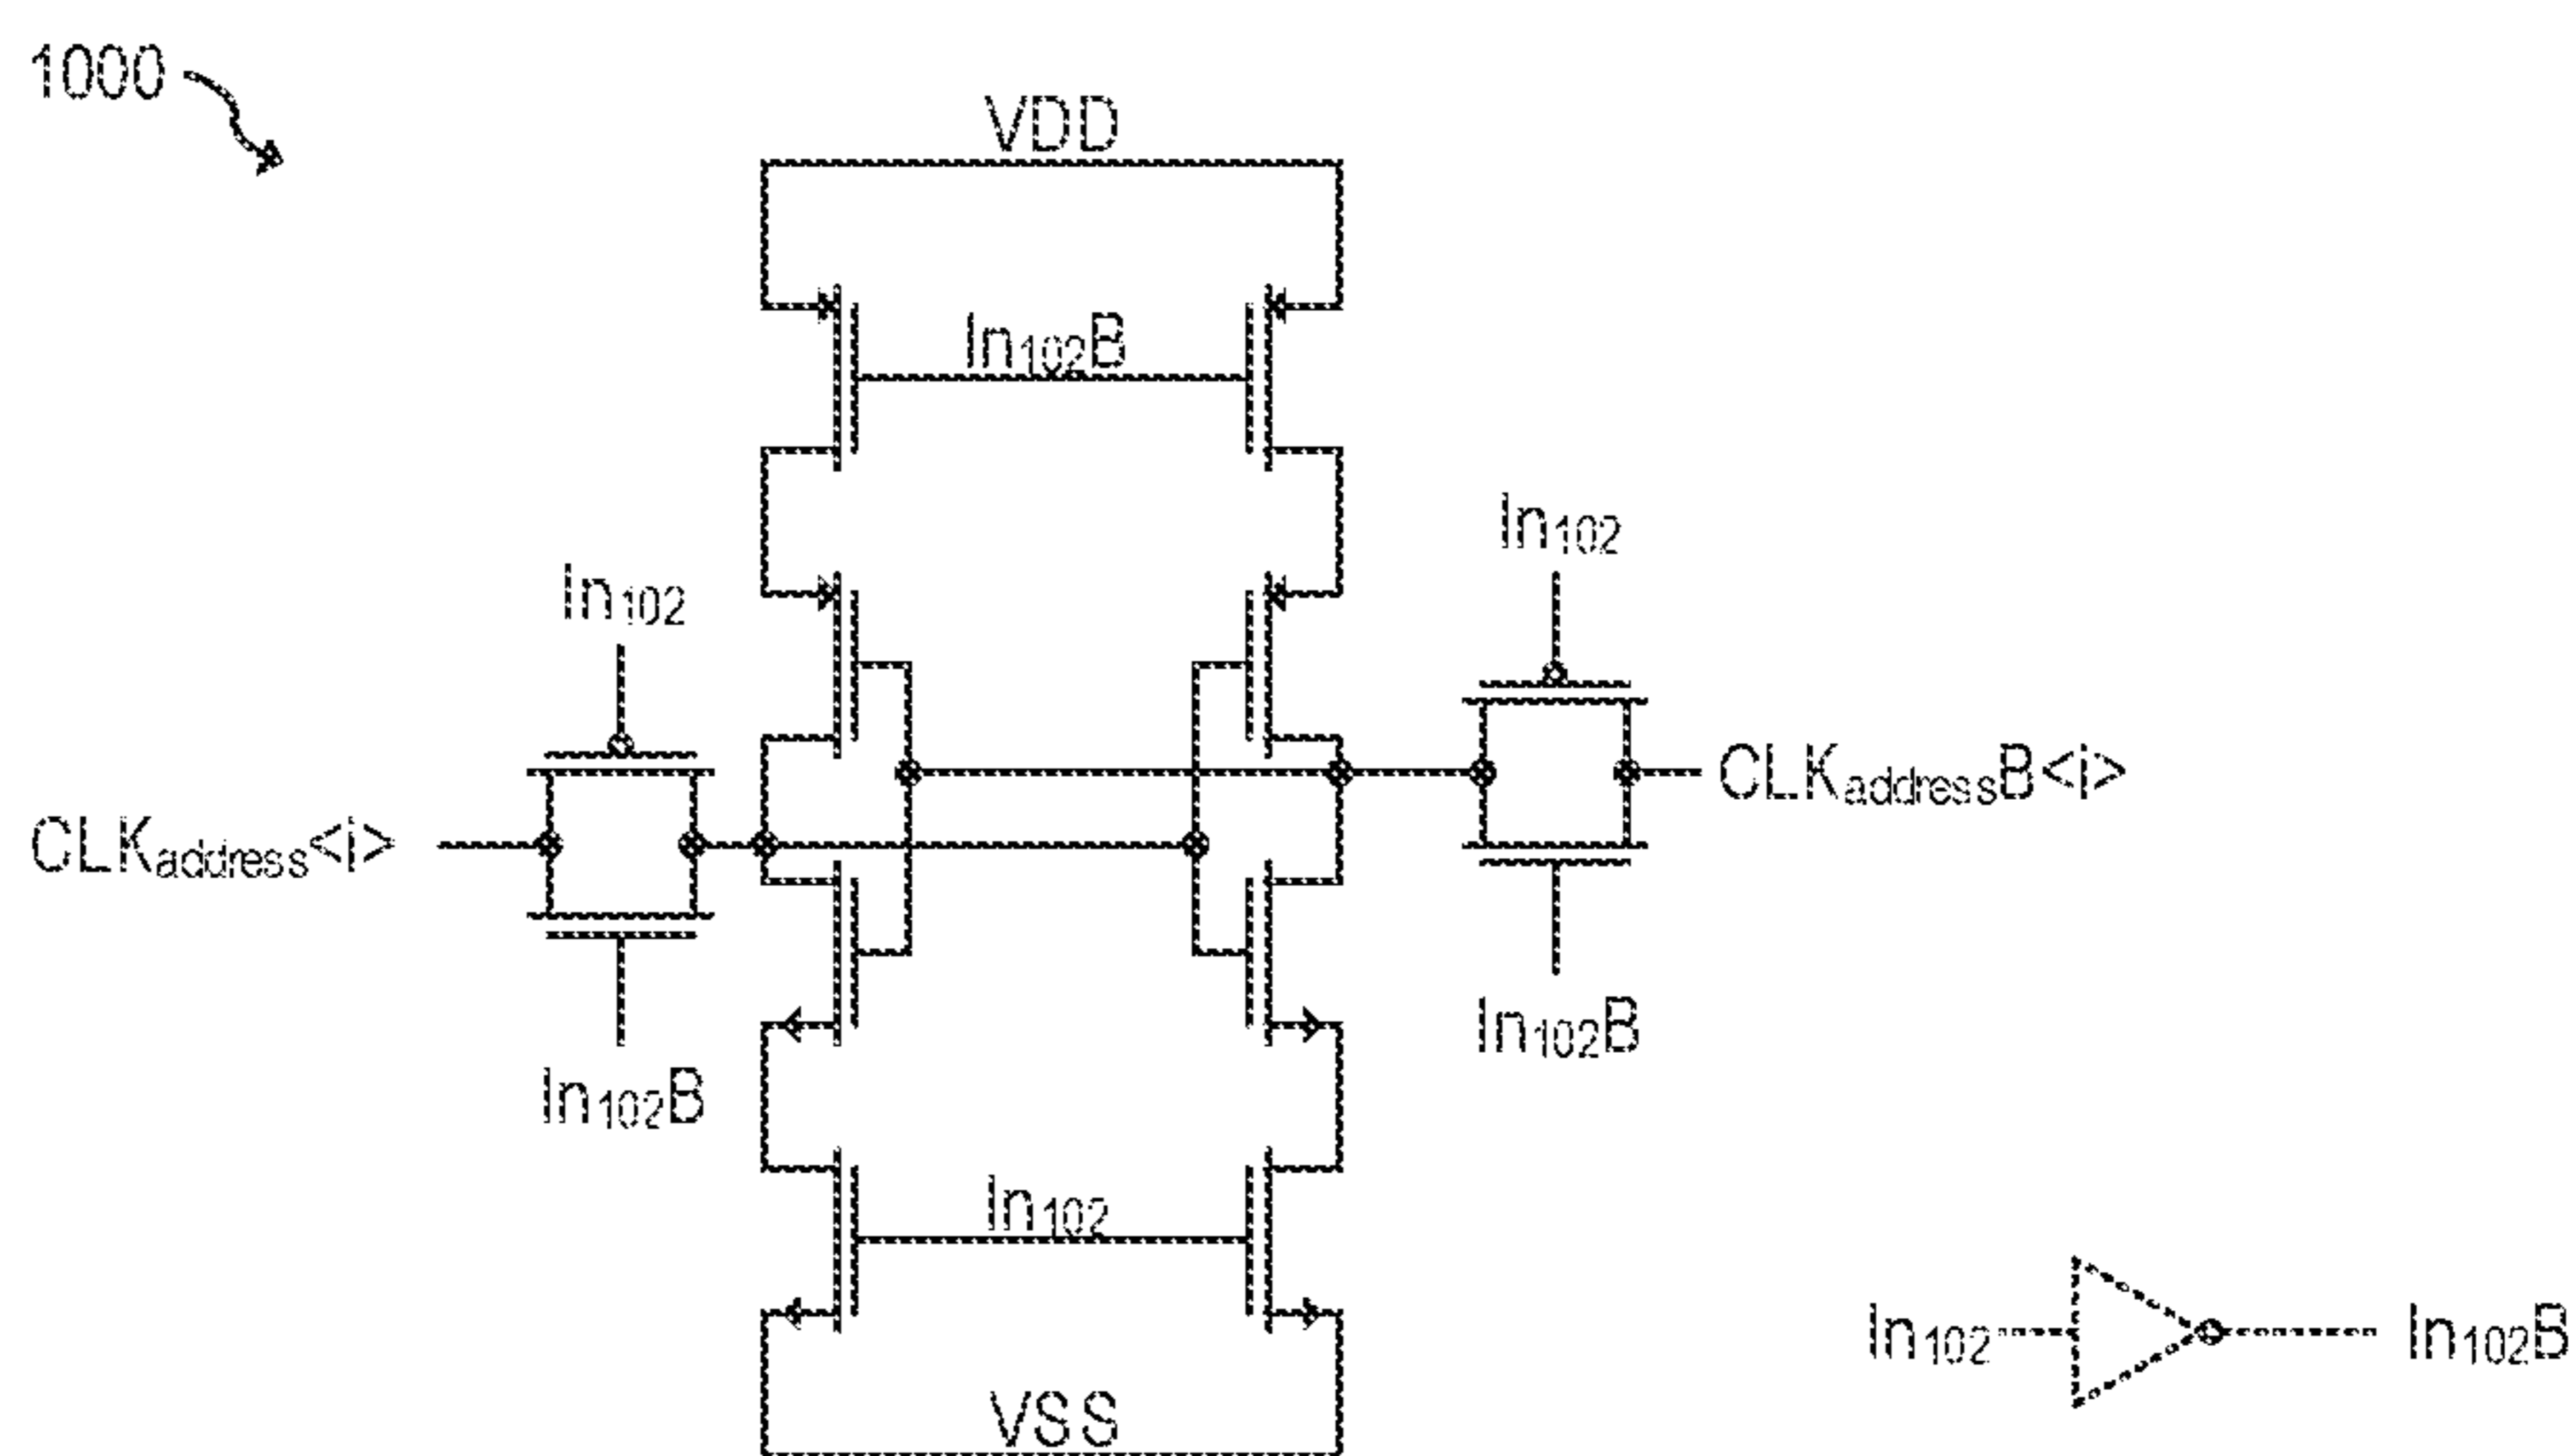 1000
VDD
In102B
In102
In102
CLKaddress<i>
CLKaddressB<i>
In102B
In102B
In102
In102
In102B
VSS